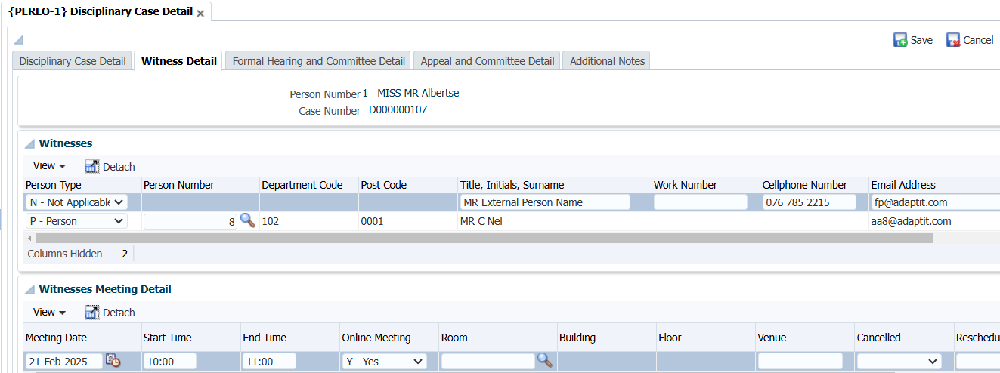 {PERLO-1} Disciplinary Case Detail
Save Cancel
Disciplinary Case Detail Witness Detail Formal Hearing and Committee Detail Appeal and Committee Detail Additional Notes
Person Number 1 MISS MR Albertse
Case Number D000000107
Witnesses
View Detach
Person Type Person Number Department Code Post Code Title, Initials, Surname Work Number Cellphone Number Email Address
N - Not Applicable MR External Person Name 076 785 2215 fp@adaptit.com
P - Person 8 102 0001 MR C Nel aa8@adaptit.com
Columns Hidden 2
Witnesses Meeting Detail
View Detach
Meeting Date Start Time End Time Online Meeting Room Building Floor Venue Cancelled Reschedu
21-Feb-2025 10:00 11:00 Y - Yes